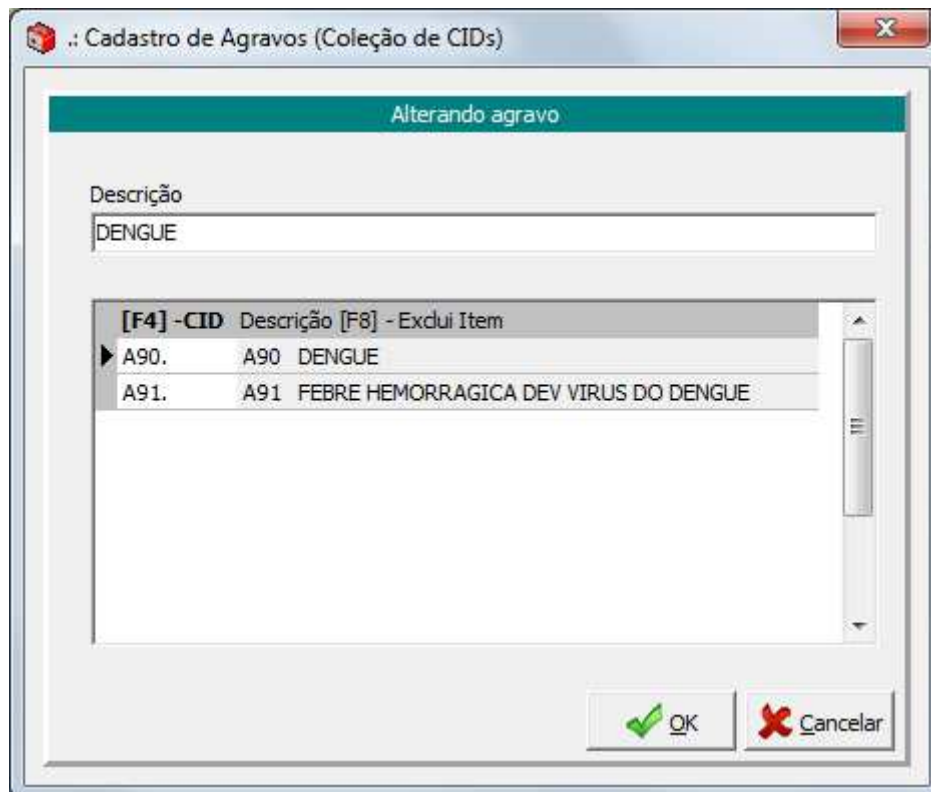 .: Cadastro de Agravos (Coleção de CIDs)
Alterando agravo
Descrição
DENGUE
[F4] -CID Descrição [F8] - Exclui Item
A90. A90 DENGUE
A91. A91 FEBRE HEMORRAGICA DEV VIRUS DO DENGUE
OK Cancelar